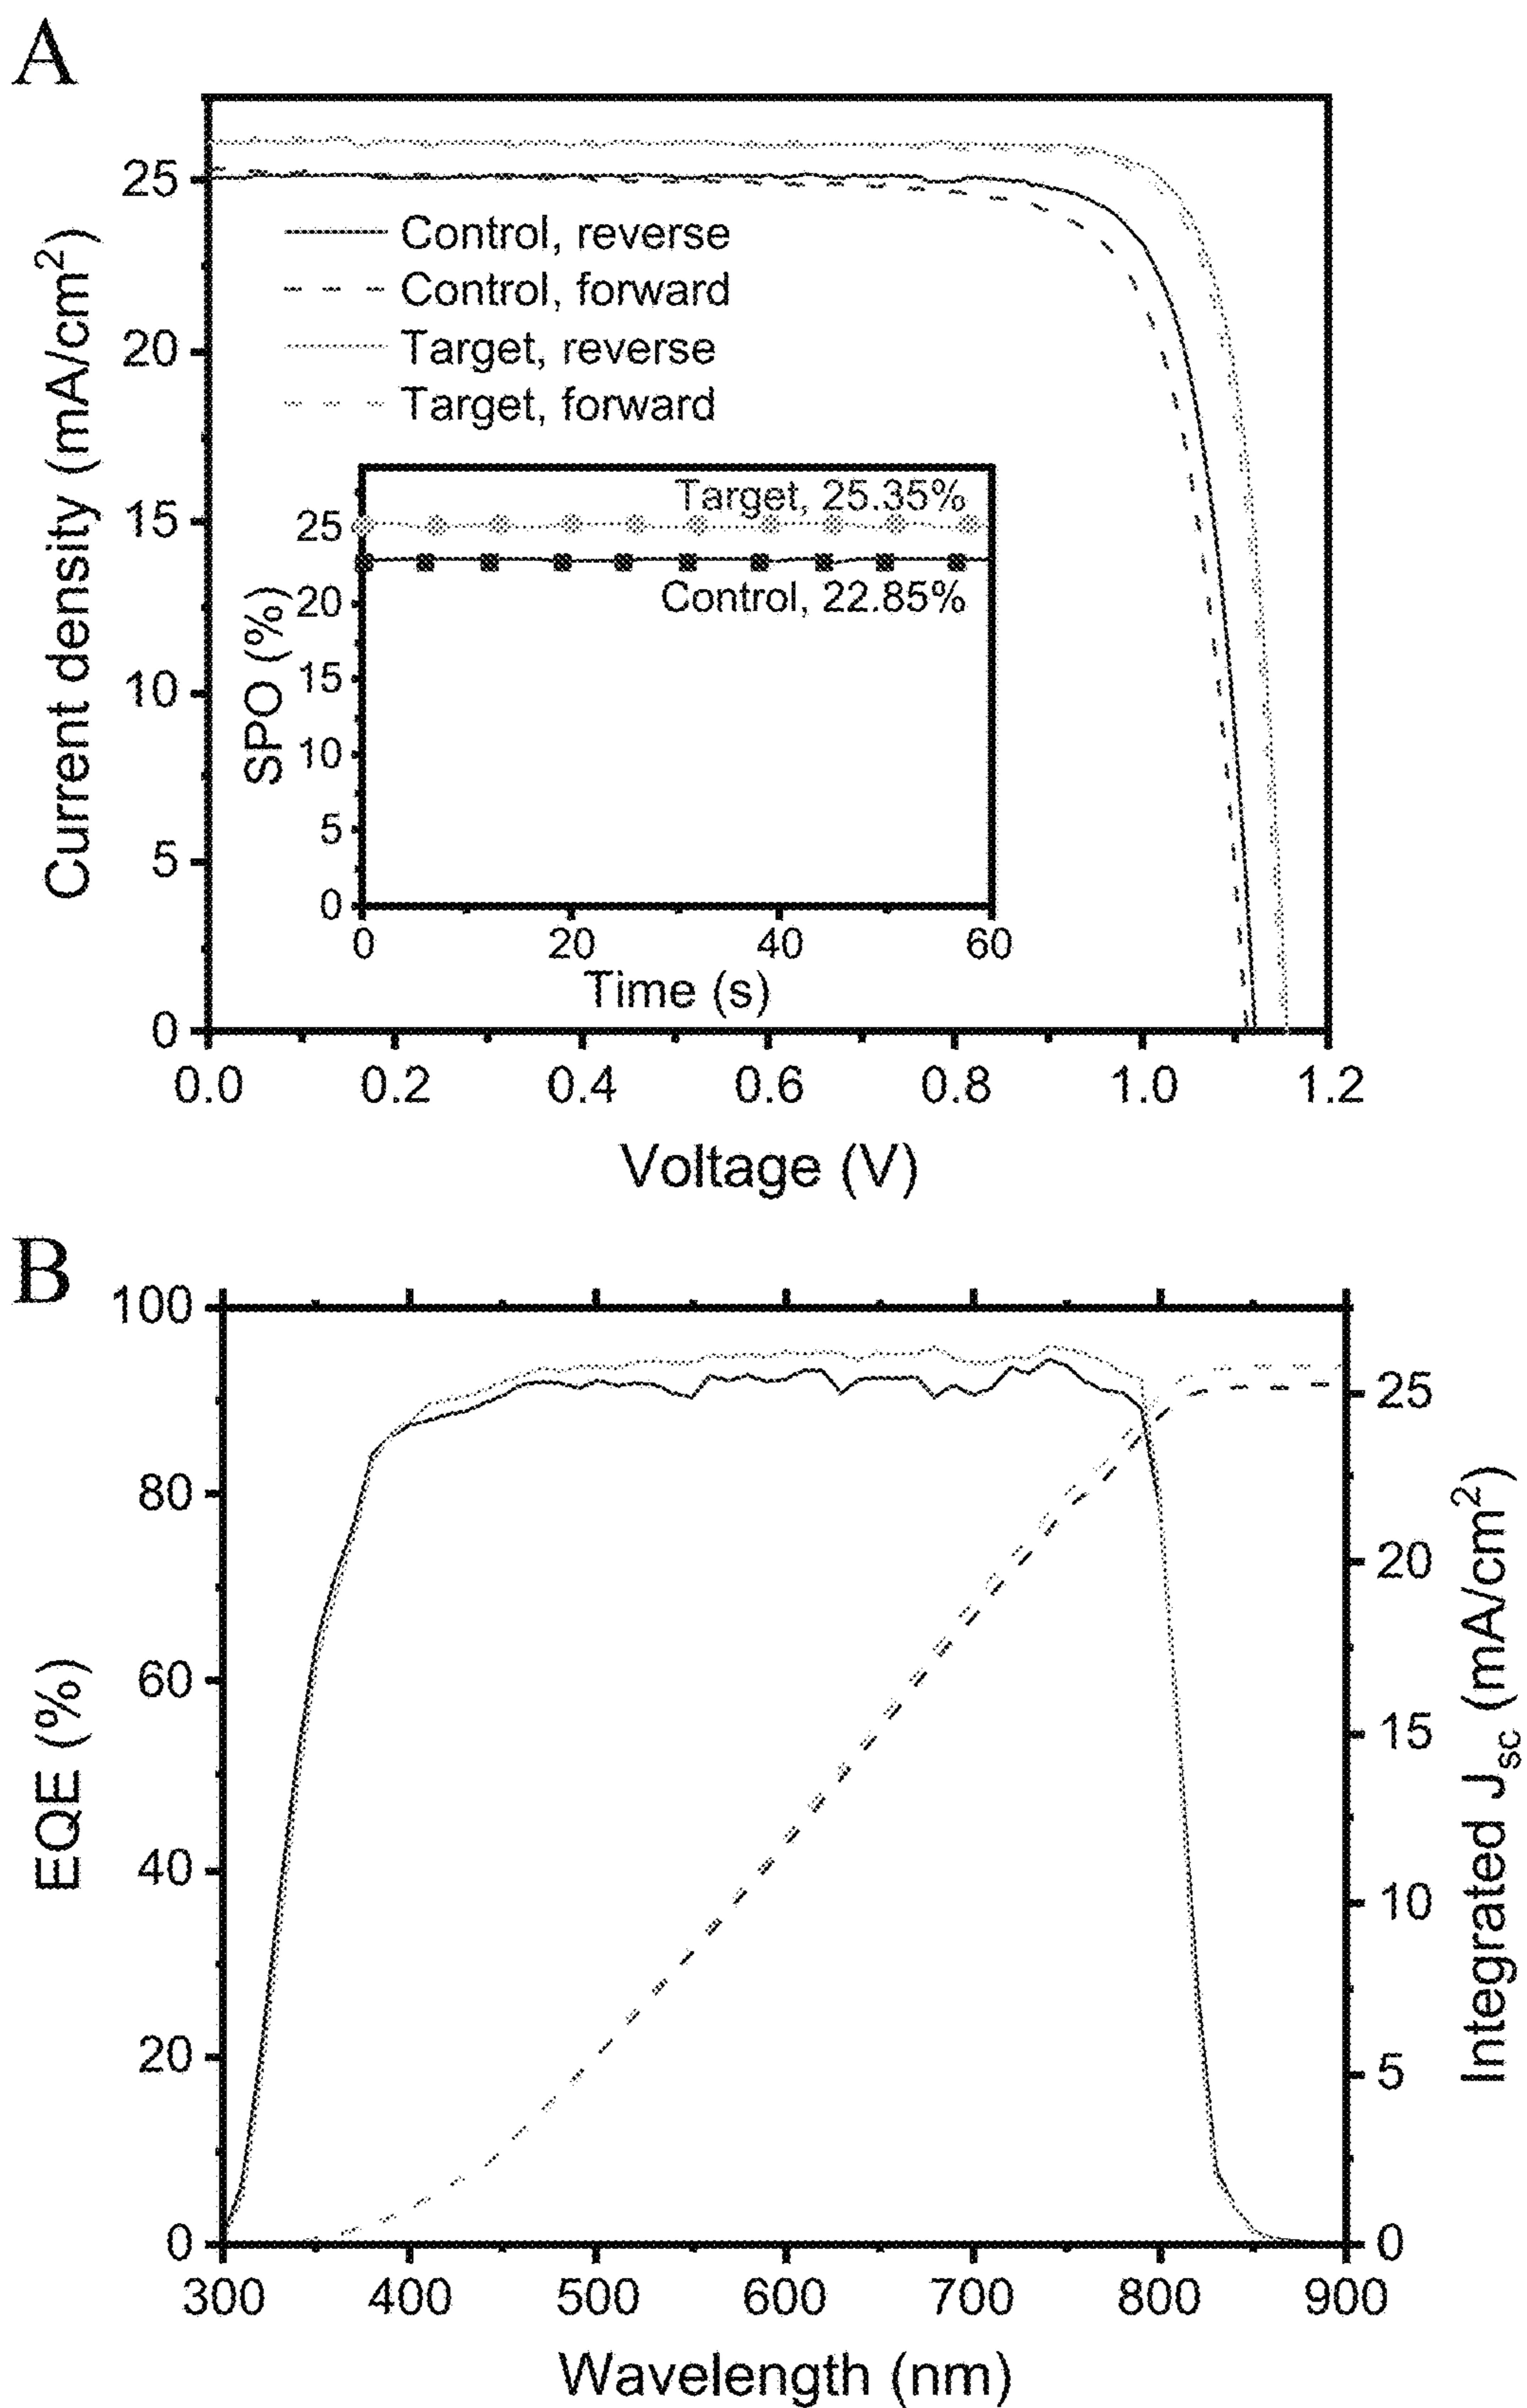 A
Current density (mA/cm²)
25
20
15
10
5
0
Control, reverse
Control, forward
Target, reverse
Target, forward
SPO (%)
25
20
15
10
5
0
Target, 25.35%
Control, 22.85%
0 20 40 60
Time (s)
0.0 0.2 0.4 0.6 0.8 1.0 1.2
Voltage (V)
B
EQE (%)
100
80
60
40
20
0
25
20
15
10
5
0
Integrated Jsc (mA/cm²)
300 400 500 600 700 800 900
Wavelength (nm)